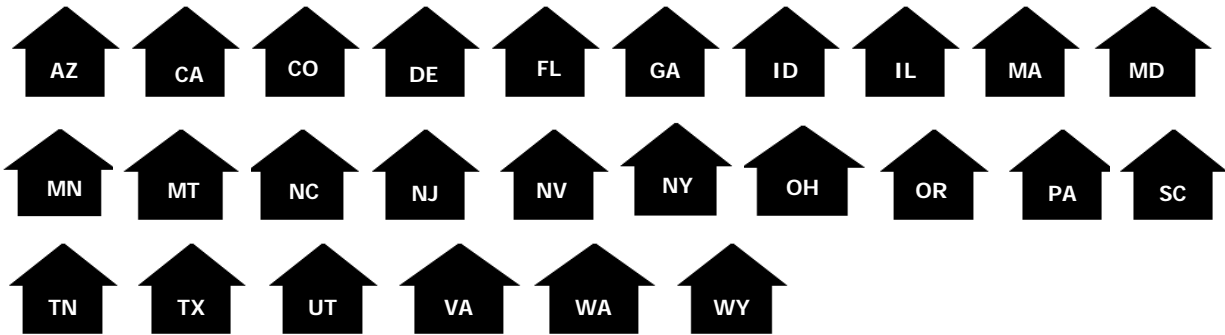 AZ CA CO DE FL GA ID IL MA MD
MN MT NC NJ NV NY OH OR PA SC
TN TX UT VA WA WY